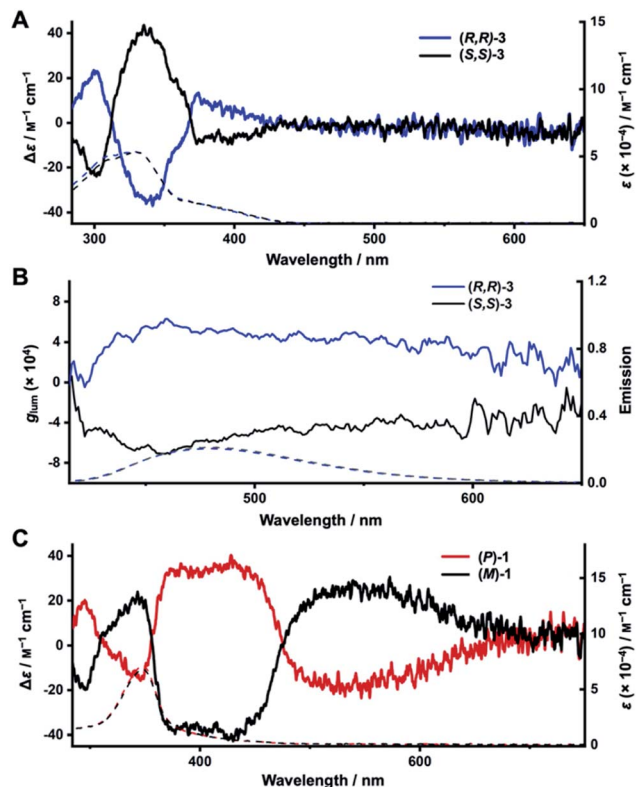 A
(R,R)-3
(S,S)-3
40
20
0
-20
-40
Δε / M⁻¹ cm⁻¹
15
10
5
0
ε (× 10⁻⁴) / M⁻¹ cm⁻¹
300 400 500 600
Wavelength / nm
B
(R,R)-3
(S,S)-3
8
4
0
-4
-8
glum (× 10⁴)
1.2
0.8
0.4
0.0
Emission
500 600
Wavelength / nm
C
(P)-1
(M)-1
40
20
0
-20
-40
Δε / M⁻¹ cm⁻¹
15
10
5
0
ε (× 10⁻⁴) / M⁻¹ cm⁻¹
400 600
Wavelength / nm